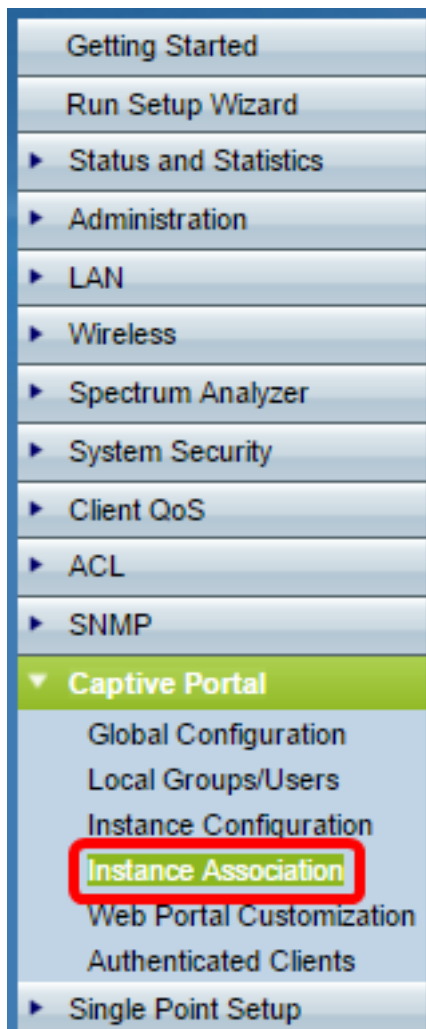 Getting Started
Run Setup Wizard
Status and Statistics
Administration
LAN
Wireless
Spectrum Analyzer
System Security
Client QoS
ACL
SNMP
Captive Portal
Global Configuration
Local Groups/Users
Instance Configuration
Instance Association
Web Portal Customization
Authenticated Clients
Single Point Setup